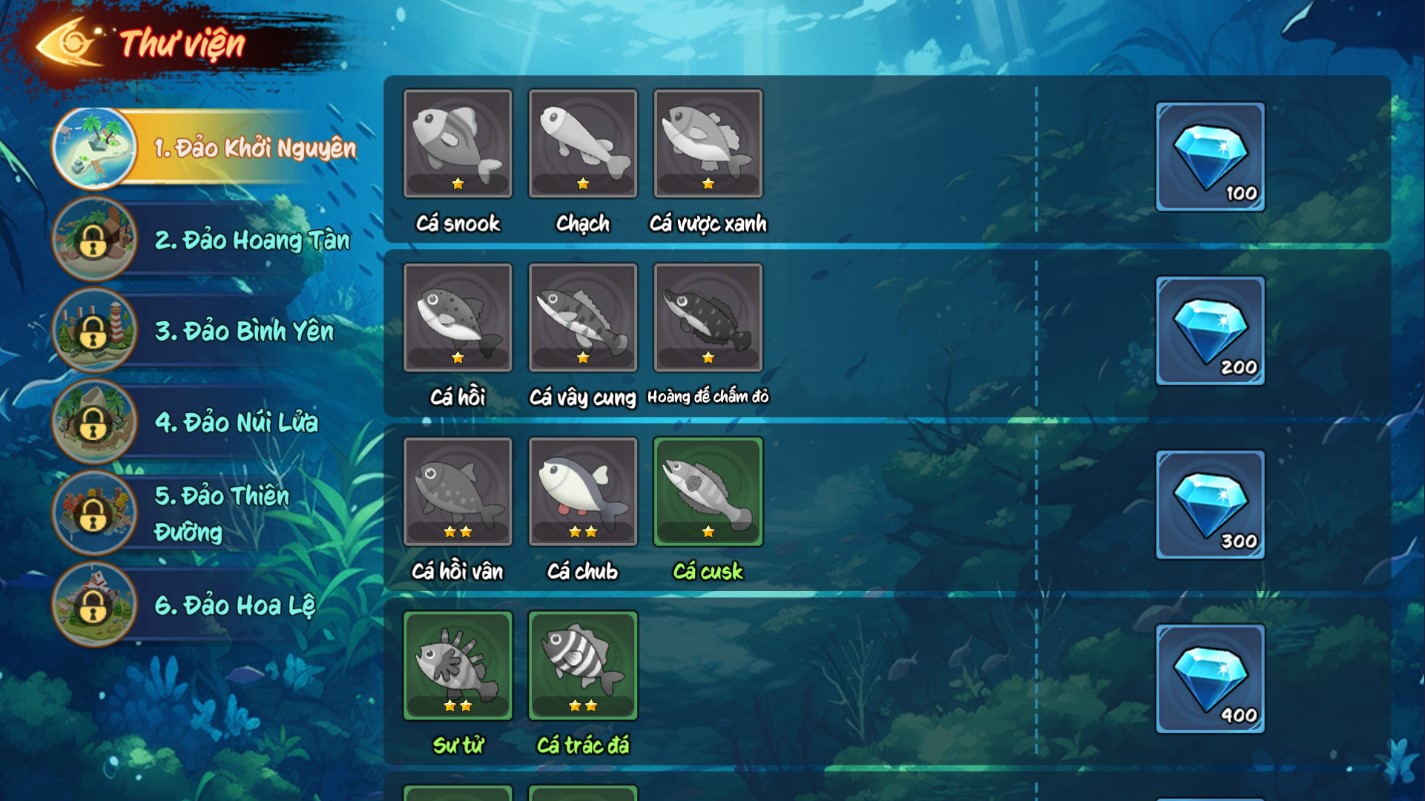 Thư viện
1. Đảo Khởi Nguyên
2. Đảo Hoang Tàn
3. Đảo Bình Yên
4. Đảo Núi Lửa
5. Đảo Thiên
Đường
6. Đảo Hoa Lệ
Cá snook Chạch Cá vược xanh
100
Cá hồi Cá vây cung Hoàng đế chấm đỏ
200
Cá hồi vân Cá chub Cá cusk
300
Sư tử Cá trác đá
400